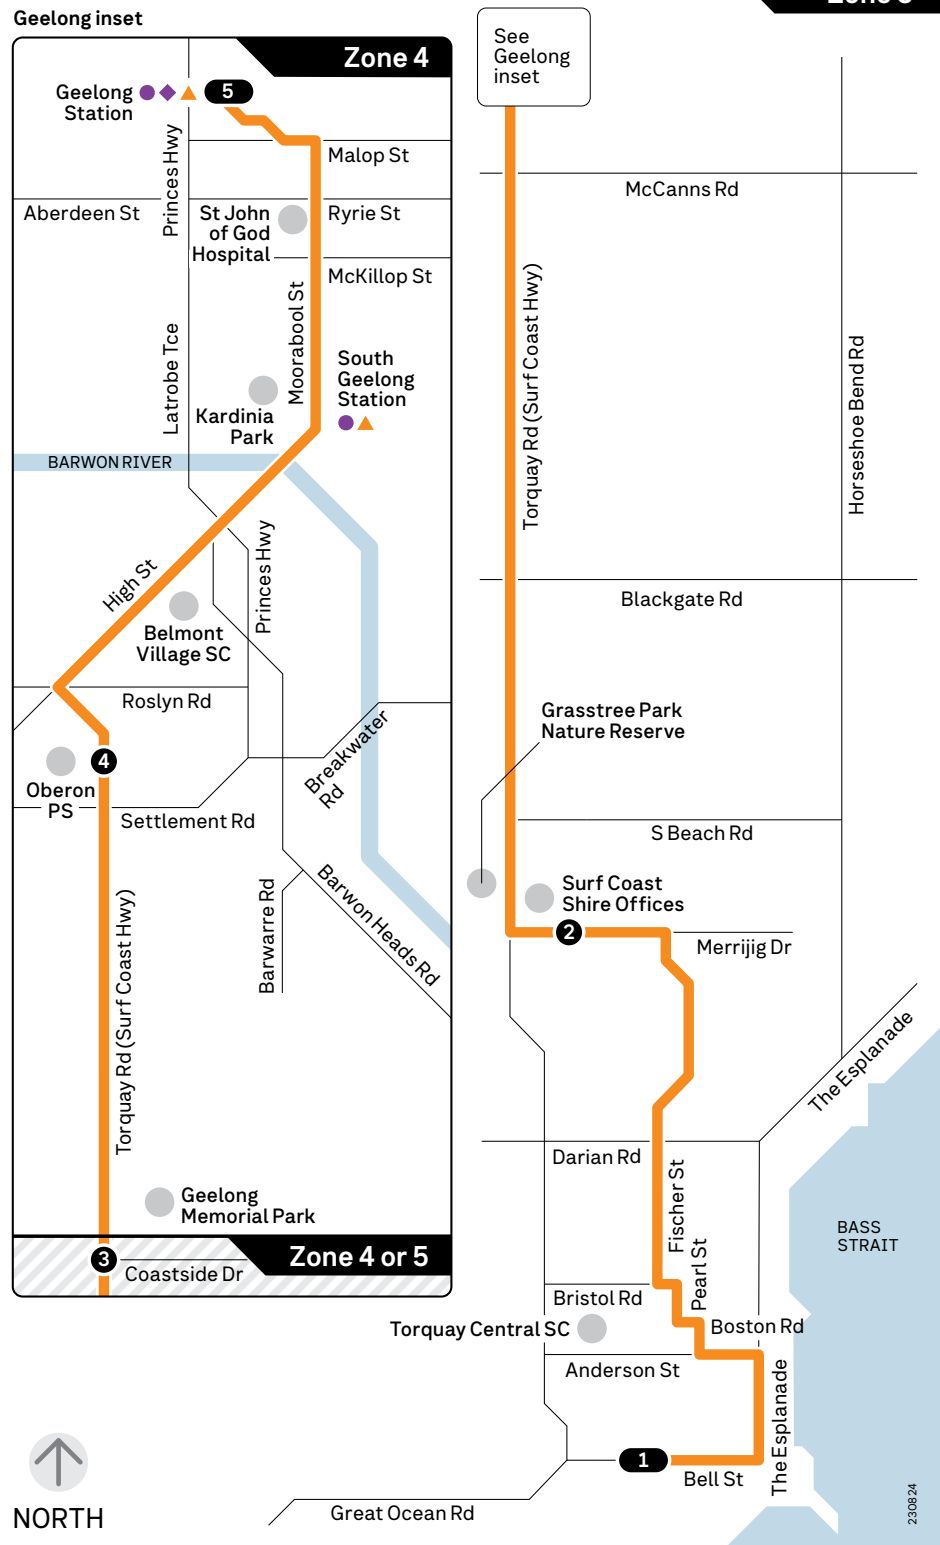 Geelong inset
Zone 4
Geelong
Station
5
Princes Hwy
Malop St
Aberdeen St
St John
of God
Hospital
Ryrie St
McKillop St
Moorabool St
Latrobe Tce
South
Geelong
Station
Kardinia
Park
BARWON RIVER
High St
Princes Hwy
Belmont
Village SC
Roslyn Rd
4
Oberon
PS
Breakwater
Rd
Settlement Rd
Barwarre Rd
Barwon Heads Rd
Torquay Rd (Surf Coast Hwy)
Geelong
Memorial Park
3
Zone 4 or 5
Coastside Dr
See
Geelong
inset
McCanns Rd
Torquay Rd (Surf Coast Hwy)
Horseshoe Bend Rd
Blackgate Rd
Grasstree Park
Nature Reserve
S Beach Rd
Surf Coast
Shire Offices
2
Merrijig Dr
The Esplanade
Darian Rd
Fischer St
BASS
STRAIT
Pearl St
Bristol Rd
Torquay Central SC
Boston Rd
Anderson St
The Esplanade
1
Bell St
Great Ocean Rd
NORTH
230824